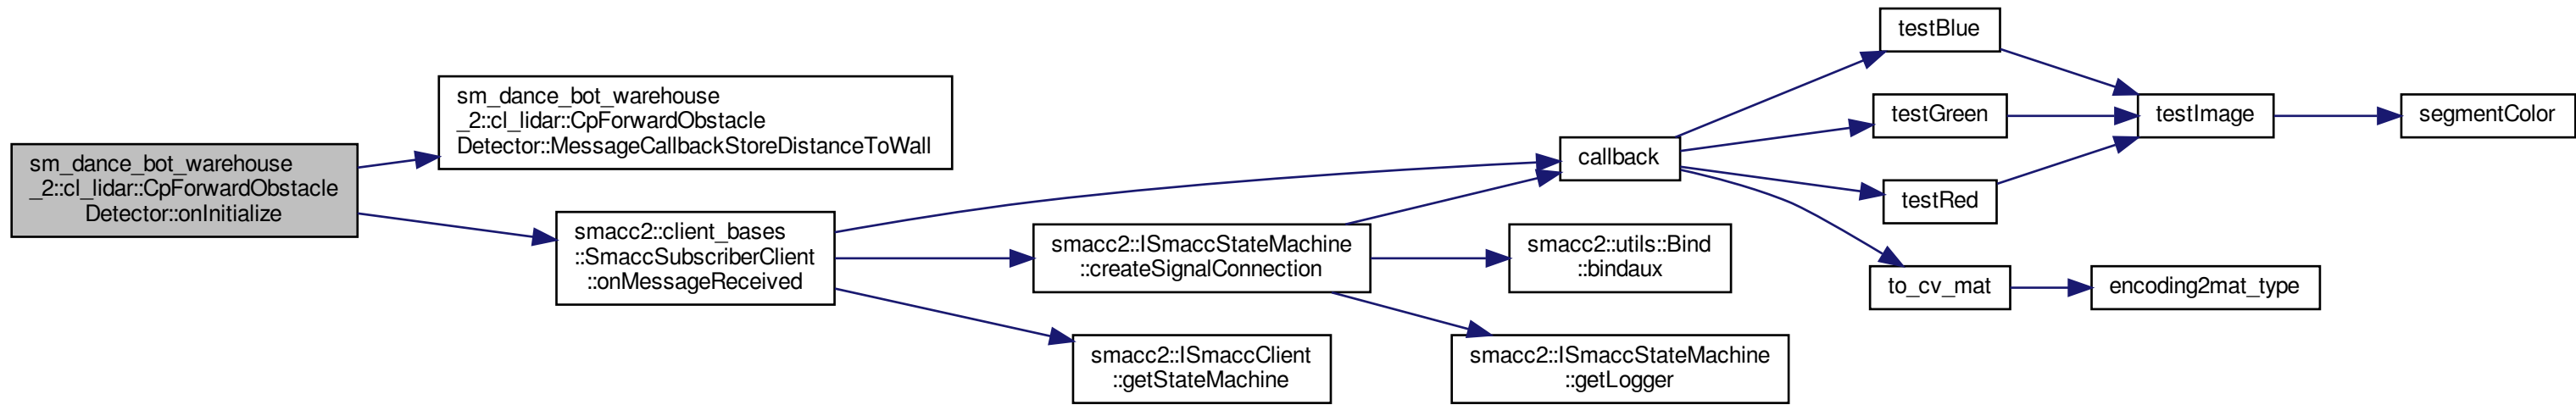 sm_dance_bot_warehouse
_2::cl_lidar::CpForwardObstacle
Detector::onInitialize
sm_dance_bot_warehouse
_2::cl_lidar::CpForwardObstacle
Detector::MessageCallbackStoreDistanceToWall
smacc2::client_bases
::SmaccSubscriberClient
::onMessageReceived
smacc2::ISmaccStateMachine
::createSignalConnection
smacc2::ISmaccClient
::getStateMachine
callback
smacc2::utils::Bind
::bindaux
smacc2::ISmaccStateMachine
::getLogger
testBlue
testGreen
testRed
to_cv_mat
testImage
encoding2mat_type
segmentColor